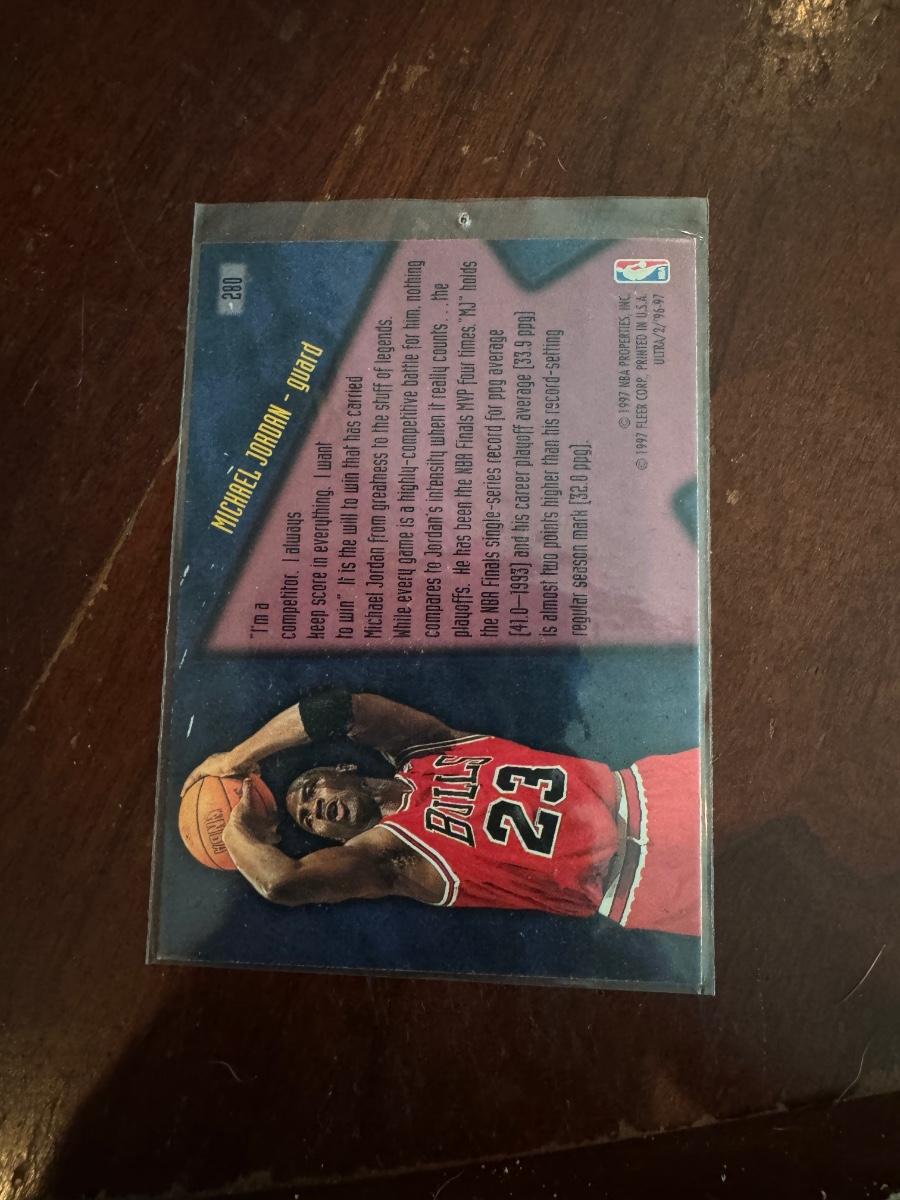 280
MICHAEL JORDAN - guard
"I'm a
competitor. I always
keep score in everything. I want
to win" It is the will to win that has carried
Michael Jordan from greatness to the stuff of legends.
While every game is a highly-competitive battle for him, nothing
compares to Jordan's intensity when it really counts...the
playoffs. He has been the NBA Finals MVP four times. "MJ" holds
the NBA Finals single-series record for ppg average
[41.0-1993] and his career playoff average [33.9 ppg]
is almost two points higher than his record-setting
regular season mark [32.0 ppg].
© 1997 NBA PROPERTIES, INC.
© 1997 FLEER CORP., PRINTED IN U.S.A.
ULTRA/2/'96-97
BULLS
23